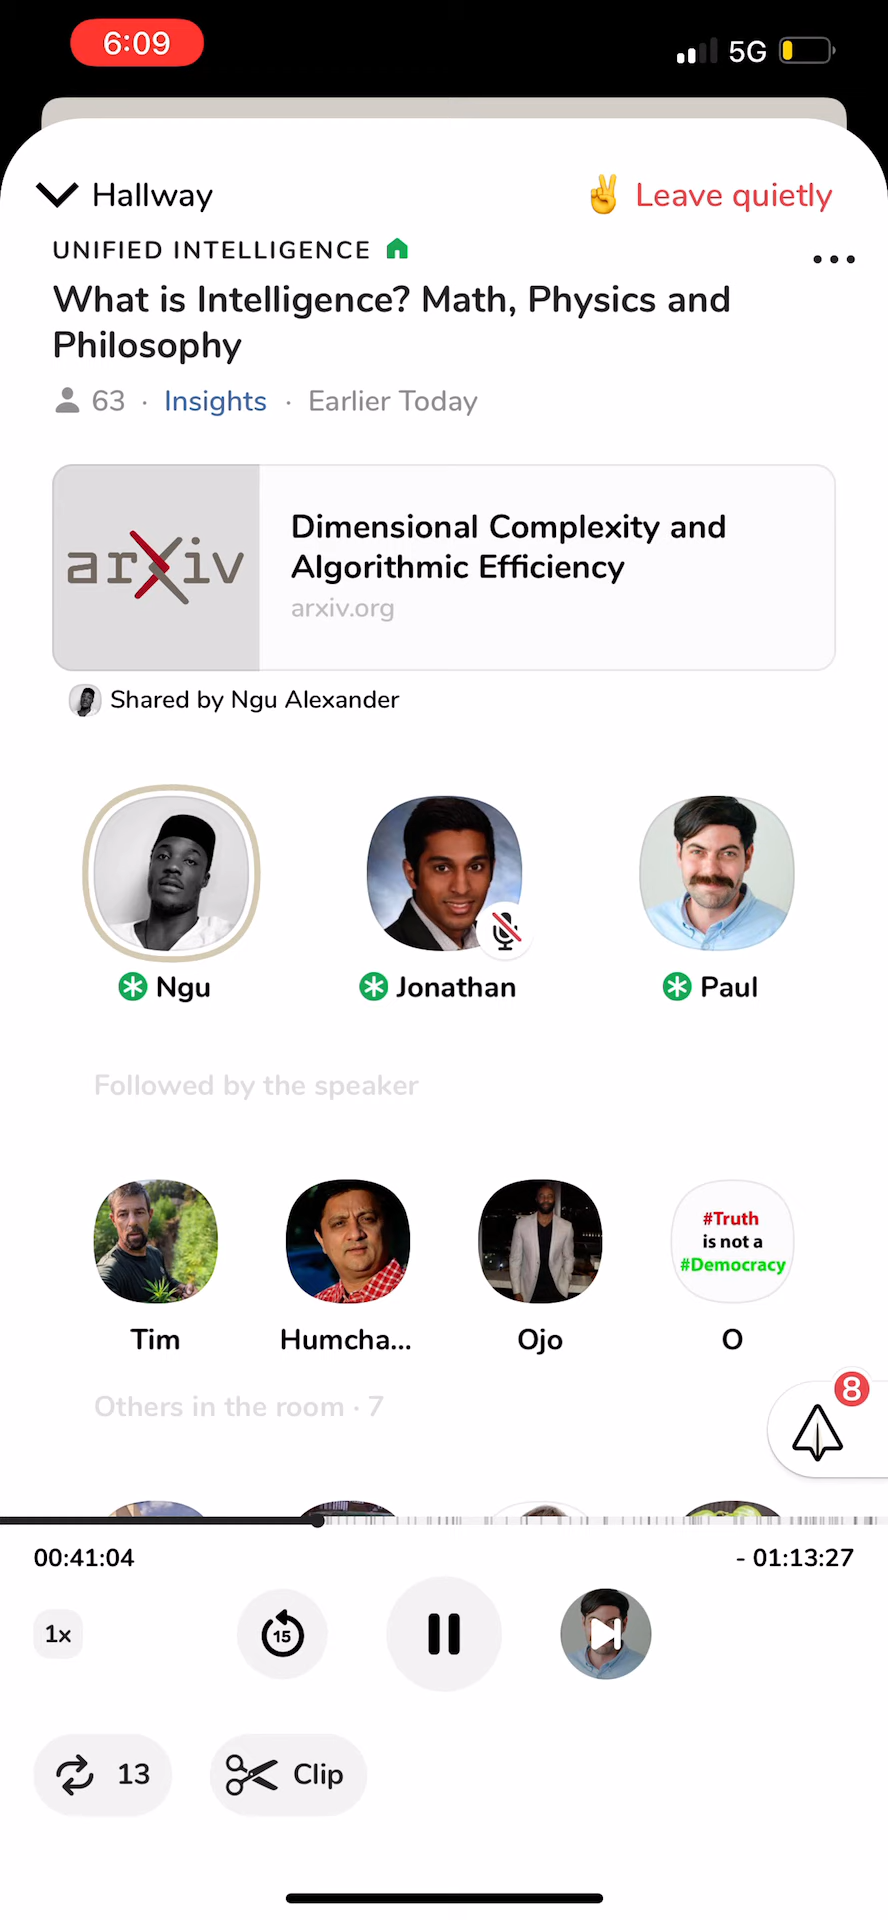 6:09
5G
Hallway
✌️ Leave quietly
UNIFIED INTELLIGENCE
What is Intelligence? Math, Physics and
Philosophy
63 · Insights · Earlier Today
arXiv
Dimensional Complexity and
Algorithmic Efficiency
arxiv.org
Shared by Ngu Alexander
Ngu
Jonathan
Paul
Followed by the speaker
#Truth
is not a
#Democracy
Tim
Humcha...
Ojo
O
Others in the room · 7
8
00:41:04
- 01:13:27
1x
15
13
Clip